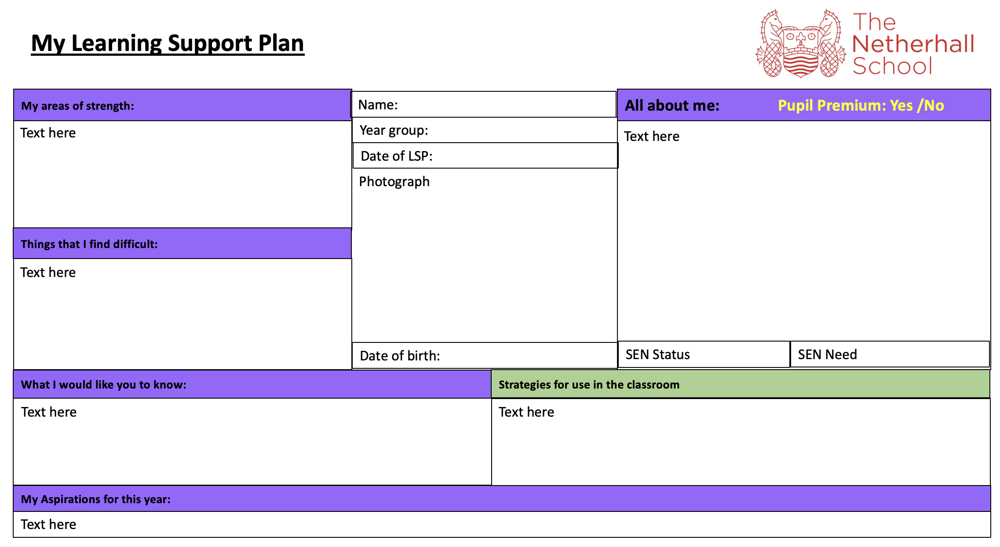 My Learning Support Plan
The
Netherhall
School
My areas of strength:
Text here
Things that I find difficult:
Text here
Name:
Year group:
Date of LSP:
Photograph
Date of birth:
All about me: Pupil Premium: Yes /No
Text here
SEN Status
SEN Need
What I would like you to know:
Text here
Strategies for use in the classroom
Text here
My Aspirations for this year:
Text here